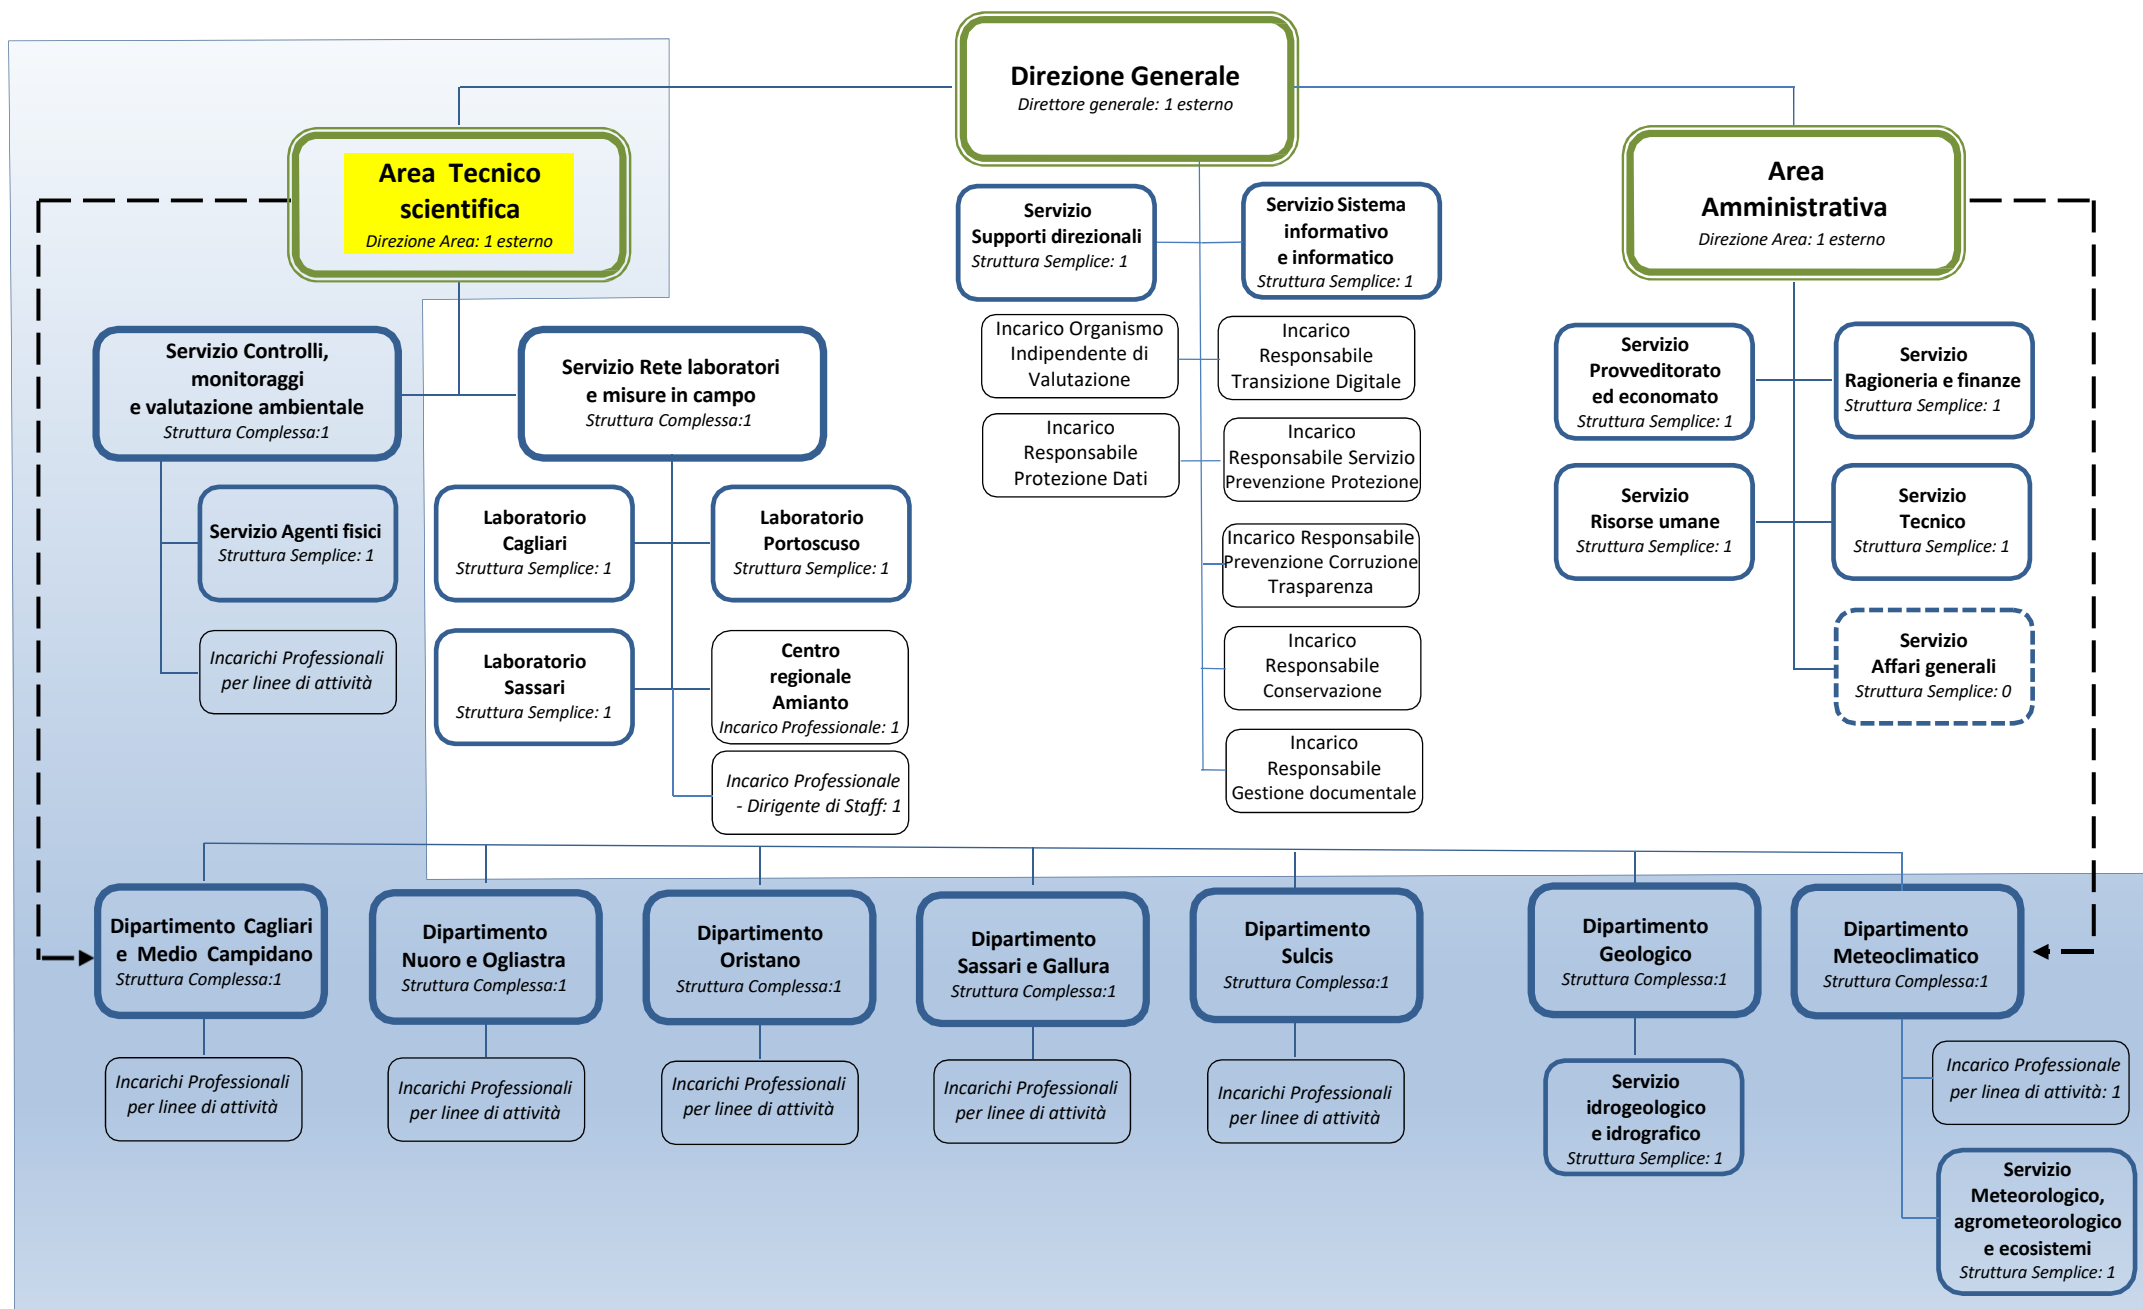 Direzione Generale
Direttore generale: 1 esterno
Area Tecnico
scientifica
Direzione Area: 1 esterno
Area
Amministrativa
Direzione Area: 1 esterno
Servizio
Supporti direzionali
Struttura Semplice: 1
Servizio Sistema
informativo
e informatico
Struttura Semplice: 1
Incarico Organismo
Indipendente di
Valutazione
Incarico
Responsabile
Transizione Digitale
Incarico
Responsabile
Protezione Dati
Incarico
Responsabile Servizio
Prevenzione Protezione
Incarico Responsabile
Prevenzione Corruzione
Trasparenza
Incarico
Responsabile
Conservazione
Incarico
Responsabile
Gestione documentale
Servizio Controlli,
monitoraggi
e valutazione ambientale
Struttura Complessa:1
Servizio Rete laboratori
e misure in campo
Struttura Complessa:1
Servizio Agenti fisici
Struttura Semplice: 1
Incarichi Professionali
per linee di attività
Laboratorio
Cagliari
Struttura Semplice: 1
Laboratorio
Portoscuso
Struttura Semplice: 1
Laboratorio
Sassari
Struttura Semplice: 1
Centro
regionale
Amianto
Incarico Professionale: 1
Incarico Professionale
- Dirigente di Staff: 1
Servizio
Provveditorato
ed economato
Struttura Semplice: 1
Servizio
Ragioneria e finanze
Struttura Semplice: 1
Servizio
Risorse umane
Struttura Semplice: 1
Servizio
Tecnico
Struttura Semplice: 1
Servizio
Affari generali
Struttura Semplice: 0
Dipartimento Cagliari
e Medio Campidano
Struttura Complessa:1
Dipartimento
Nuoro e Ogliastra
Struttura Complessa:1
Dipartimento
Oristano
Struttura Complessa:1
Dipartimento
Sassari e Gallura
Struttura Complessa:1
Dipartimento
Sulcis
Struttura Complessa:1
Dipartimento
Geologico
Struttura Complessa:1
Dipartimento
Meteoclimatico
Struttura Complessa:1
Incarichi Professionali
per linee di attività
Incarichi Professionali
per linee di attività
Incarichi Professionali
per linee di attività
Incarichi Professionali
per linee di attività
Incarichi Professionali
per linee di attività
Servizio
idrogeologico
e idrografico
Struttura Semplice: 1
Incarico Professionale
per linea di attività: 1
Servizio
Meteorologico,
agrometeorologico
e ecosistemi
Struttura Semplice: 1